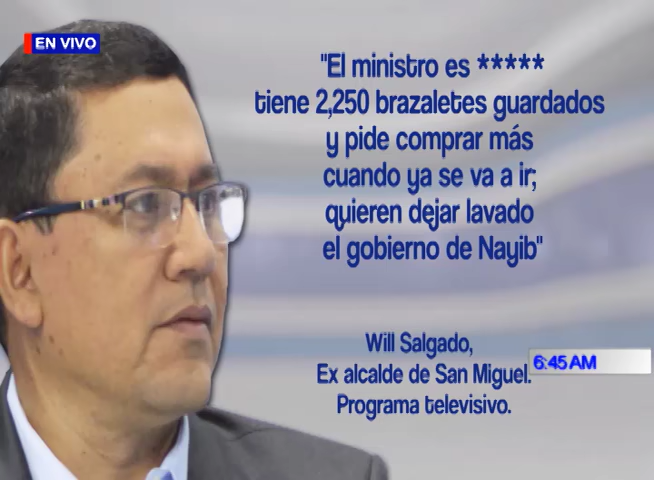 EN VIVO
"El ministro es *****
tiene 2,250 brazaletes guardados
y pide comprar más
cuando ya se va a ir;
quieren dejar lavado
el gobierno de Nayib"
Will Salgado,
Ex alcalde de San Miguel.
Programa televisivo.
6:45 AM